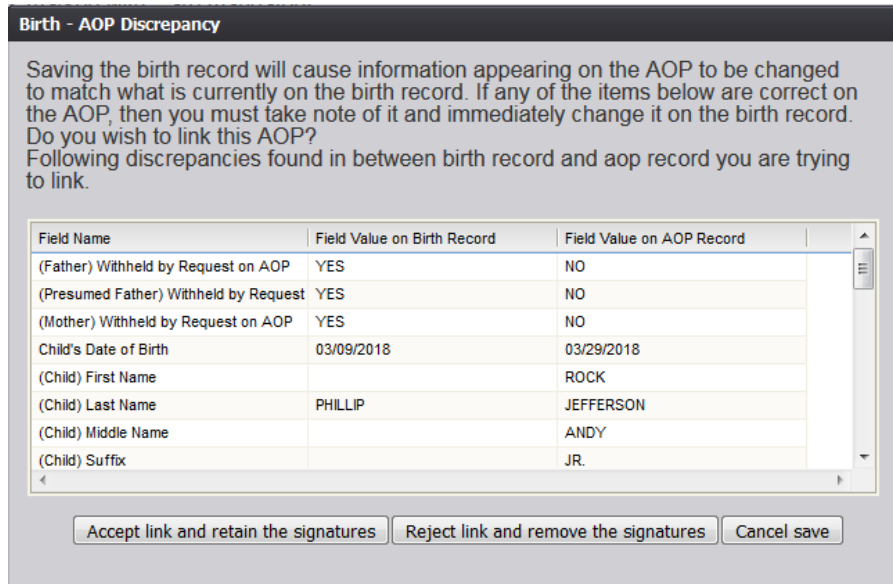 Birth - AOP Discrepancy
Saving the birth record will cause information appearing on the AOP to be changed
to match what is currently on the birth record. If any of the items below are correct on
the AOP, then you must take note of it and immediately change it on the birth record.
Do you wish to link this AOP?
Following discrepancies found in between birth record and aop record you are trying
to link.
Field Name Field Value on Birth Record Field Value on AOP Record
(Father) Withheld by Request on AOP YES NO
(Presumed Father) Withheld by Request YES NO
(Mother) Withheld by Request on AOP YES NO
Child's Date of Birth 03/09/2018 03/29/2018
(Child) First Name ROCK
(Child) Last Name PHILLIP JEFFERSON
(Child) Middle Name ANDY
(Child) Suffix JR.
Accept link and retain the signatures Reject link and remove the signatures Cancel save